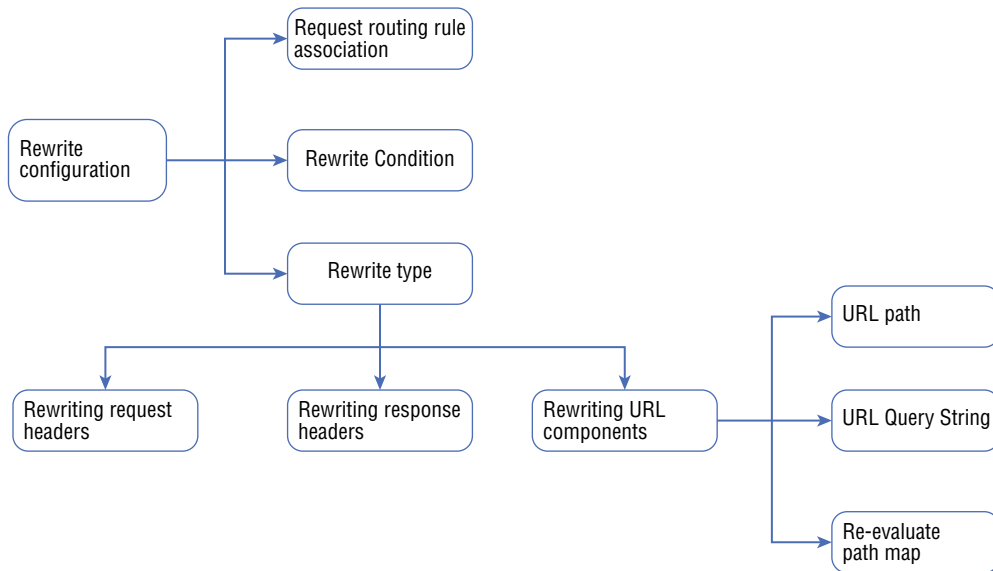 Request routing rule
association
Rewrite
configuration
Rewrite Condition
Rewrite type
URL path
Rewriting request
headers
Rewriting response
headers
Rewriting URL
components
URL Query String
Re-evaluate
path map